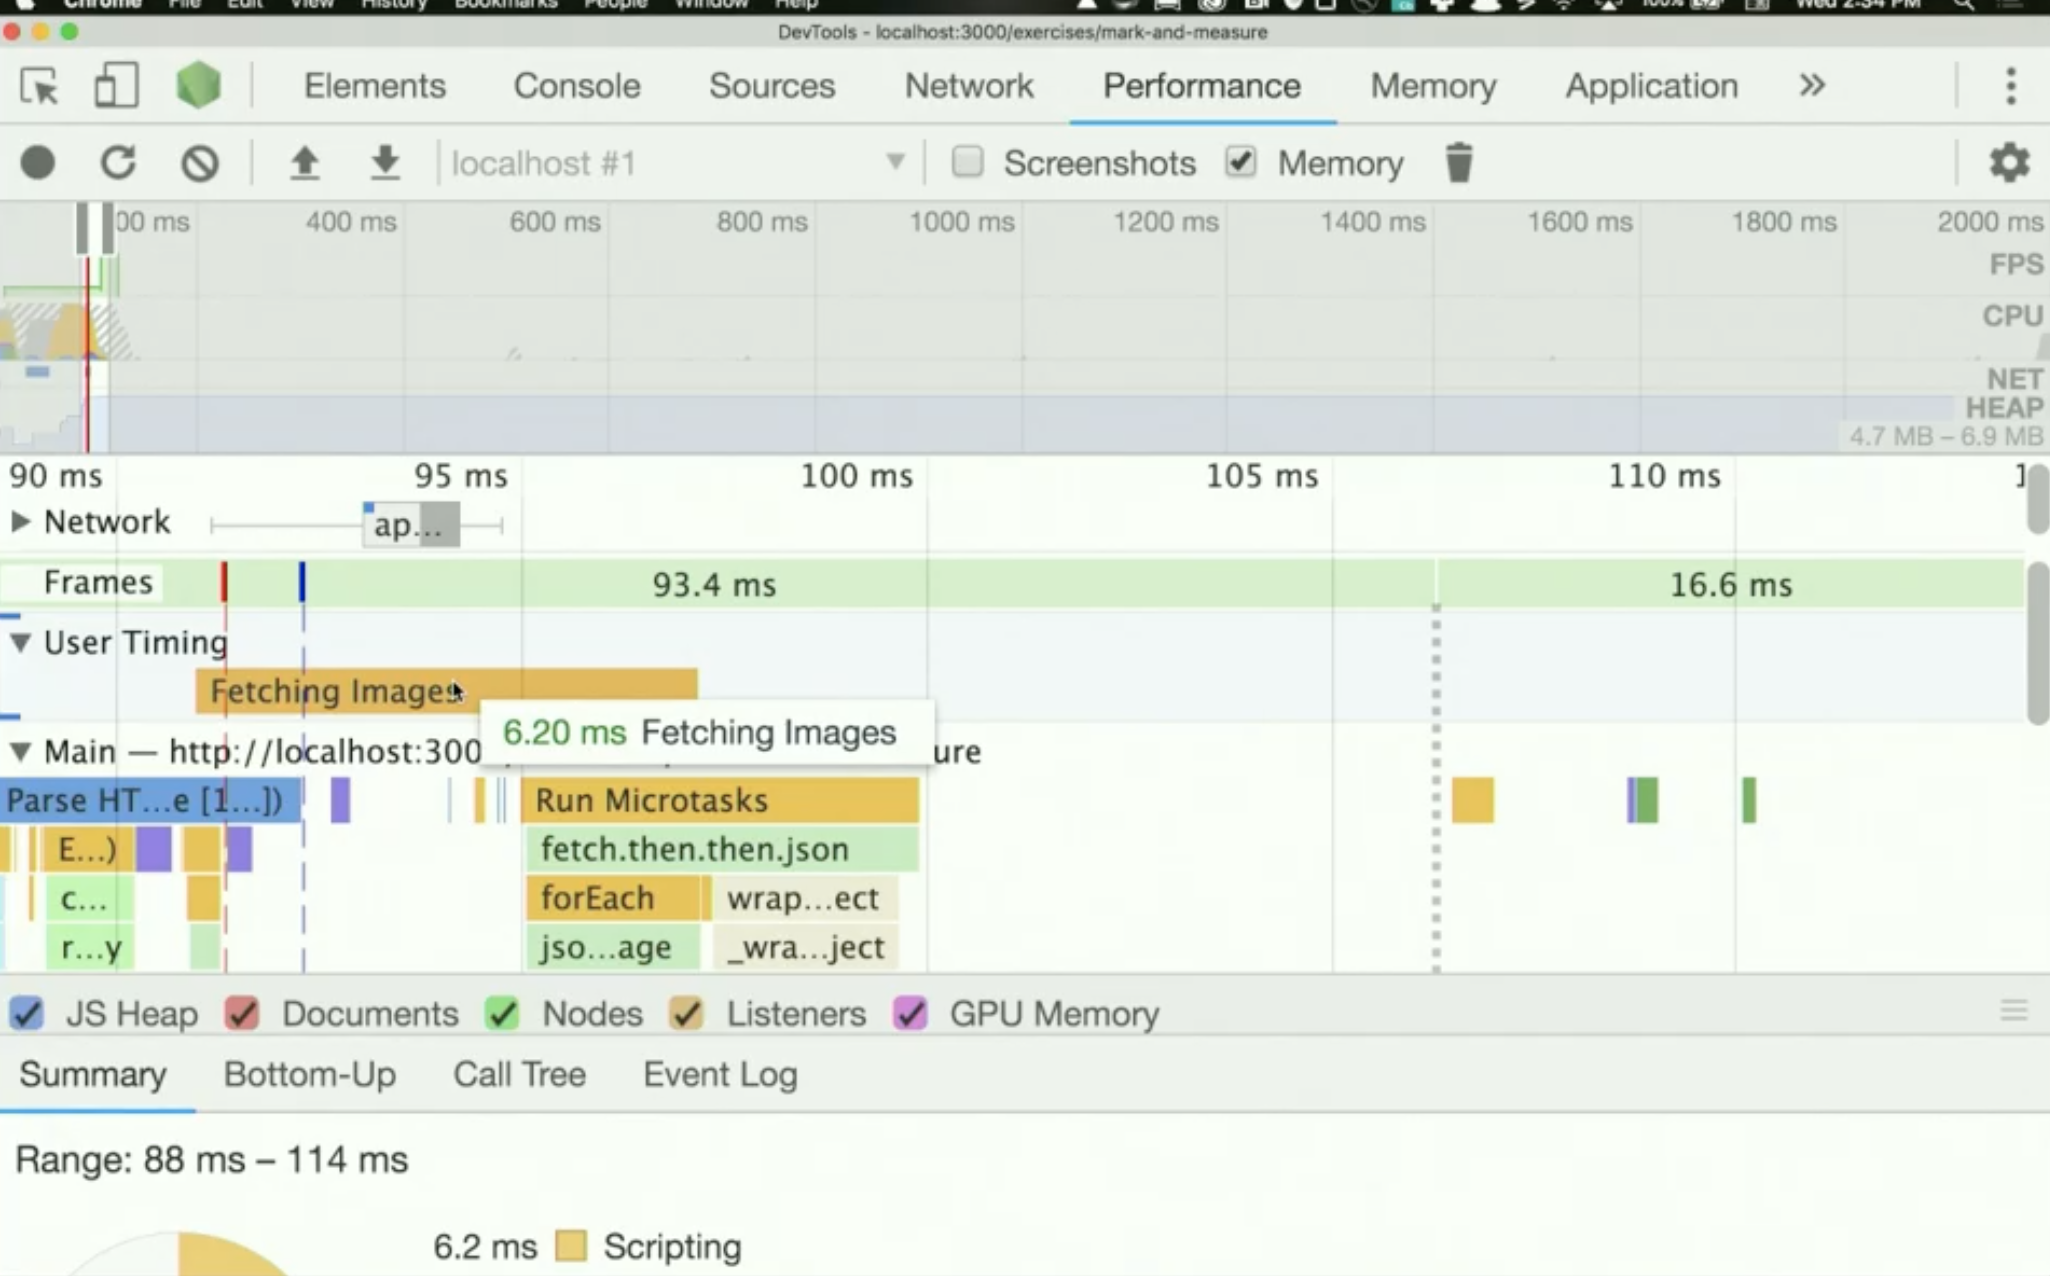 Chrome File Edit View History Bookmarks People Window Help 100% Wed 2:34 PM
DevTools - localhost:3000/exercises/mark-and-measure
Elements Console Sources Network Performance Memory Application »
localhost #1 Screenshots Memory
00 ms 400 ms 600 ms 800 ms 1000 ms 1200 ms 1400 ms 1600 ms 1800 ms 2000 ms
FPS
CPU
NET
HEAP
4.7 MB – 6.9 MB
90 ms 95 ms 100 ms 105 ms 110 ms 1
Network ap...
Frames 93.4 ms 16.6 ms
User Timing
Fetching Images
6.20 ms Fetching Images
Main — http://localhost:300 ure
Parse HT...e [1...]) Run Microtasks
E...) fetch.then.then.json
c... forEach wrap...ect
r...y jso...age _wra...ject
JS Heap Documents Nodes Listeners GPU Memory
Summary Bottom-Up Call Tree Event Log
Range: 88 ms – 114 ms
6.2 ms Scripting